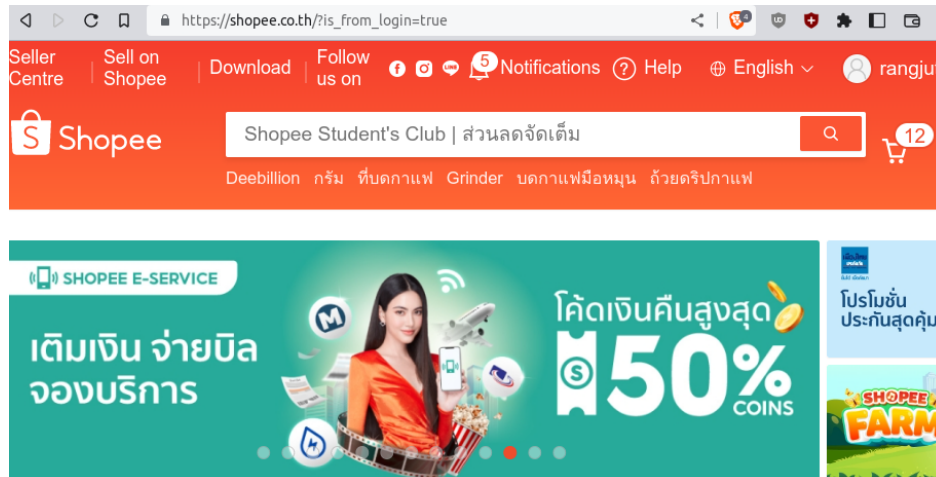 https://shopee.co.th/?is_from_login=true
4
Seller Centre
Sell on Shopee
Download
Follow us on
5
Notifications
Help
English
rangju
Shopee
Shopee Student's Club | ส่วนลดจัดเต็ม
12
Deebillion กรัม ที่บดกาแฟ Grinder บดกาแฟมือหมุน ถ้วยดริปกาแฟ
SHOPEE E-SERVICE
เติมเงิน จ่ายบิล
จองบริการ
โค้ดเงินคืนสูงสุด
50%
COINS
โปรโมชั่น
ประกันสุดคุ้ม
SHOPEE
FARM